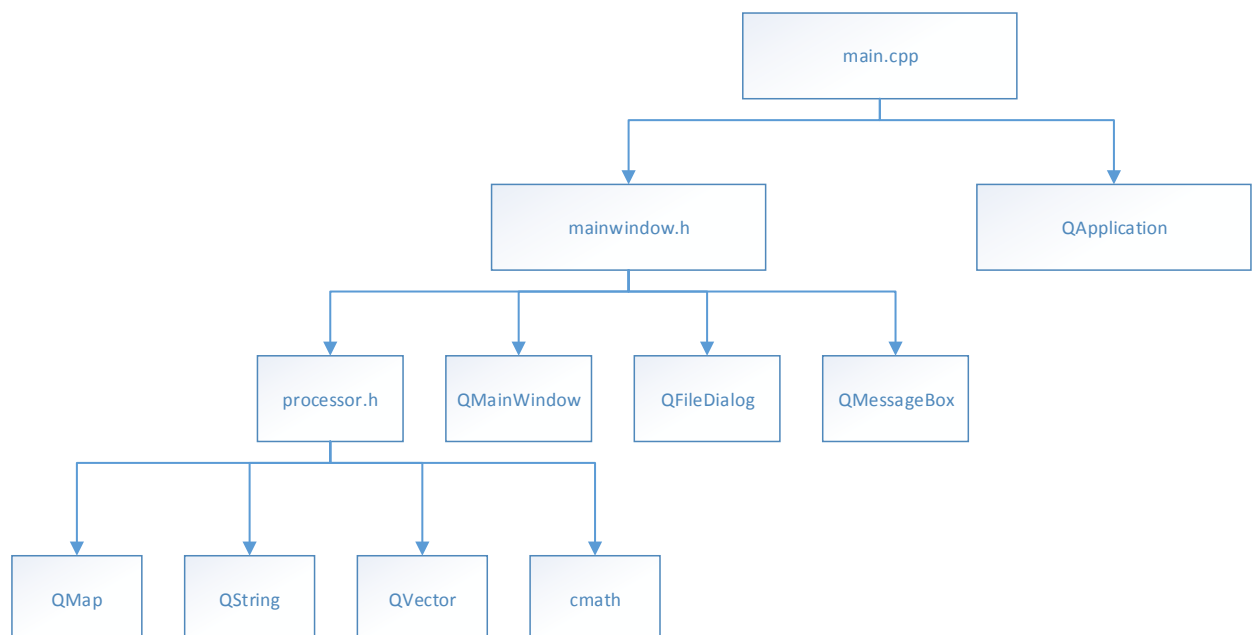 main.cpp
mainwindow.h
QApplication
processor.h
QMainWindow
QFileDialog
QMessageBox
QMap
QString
QVector
cmath